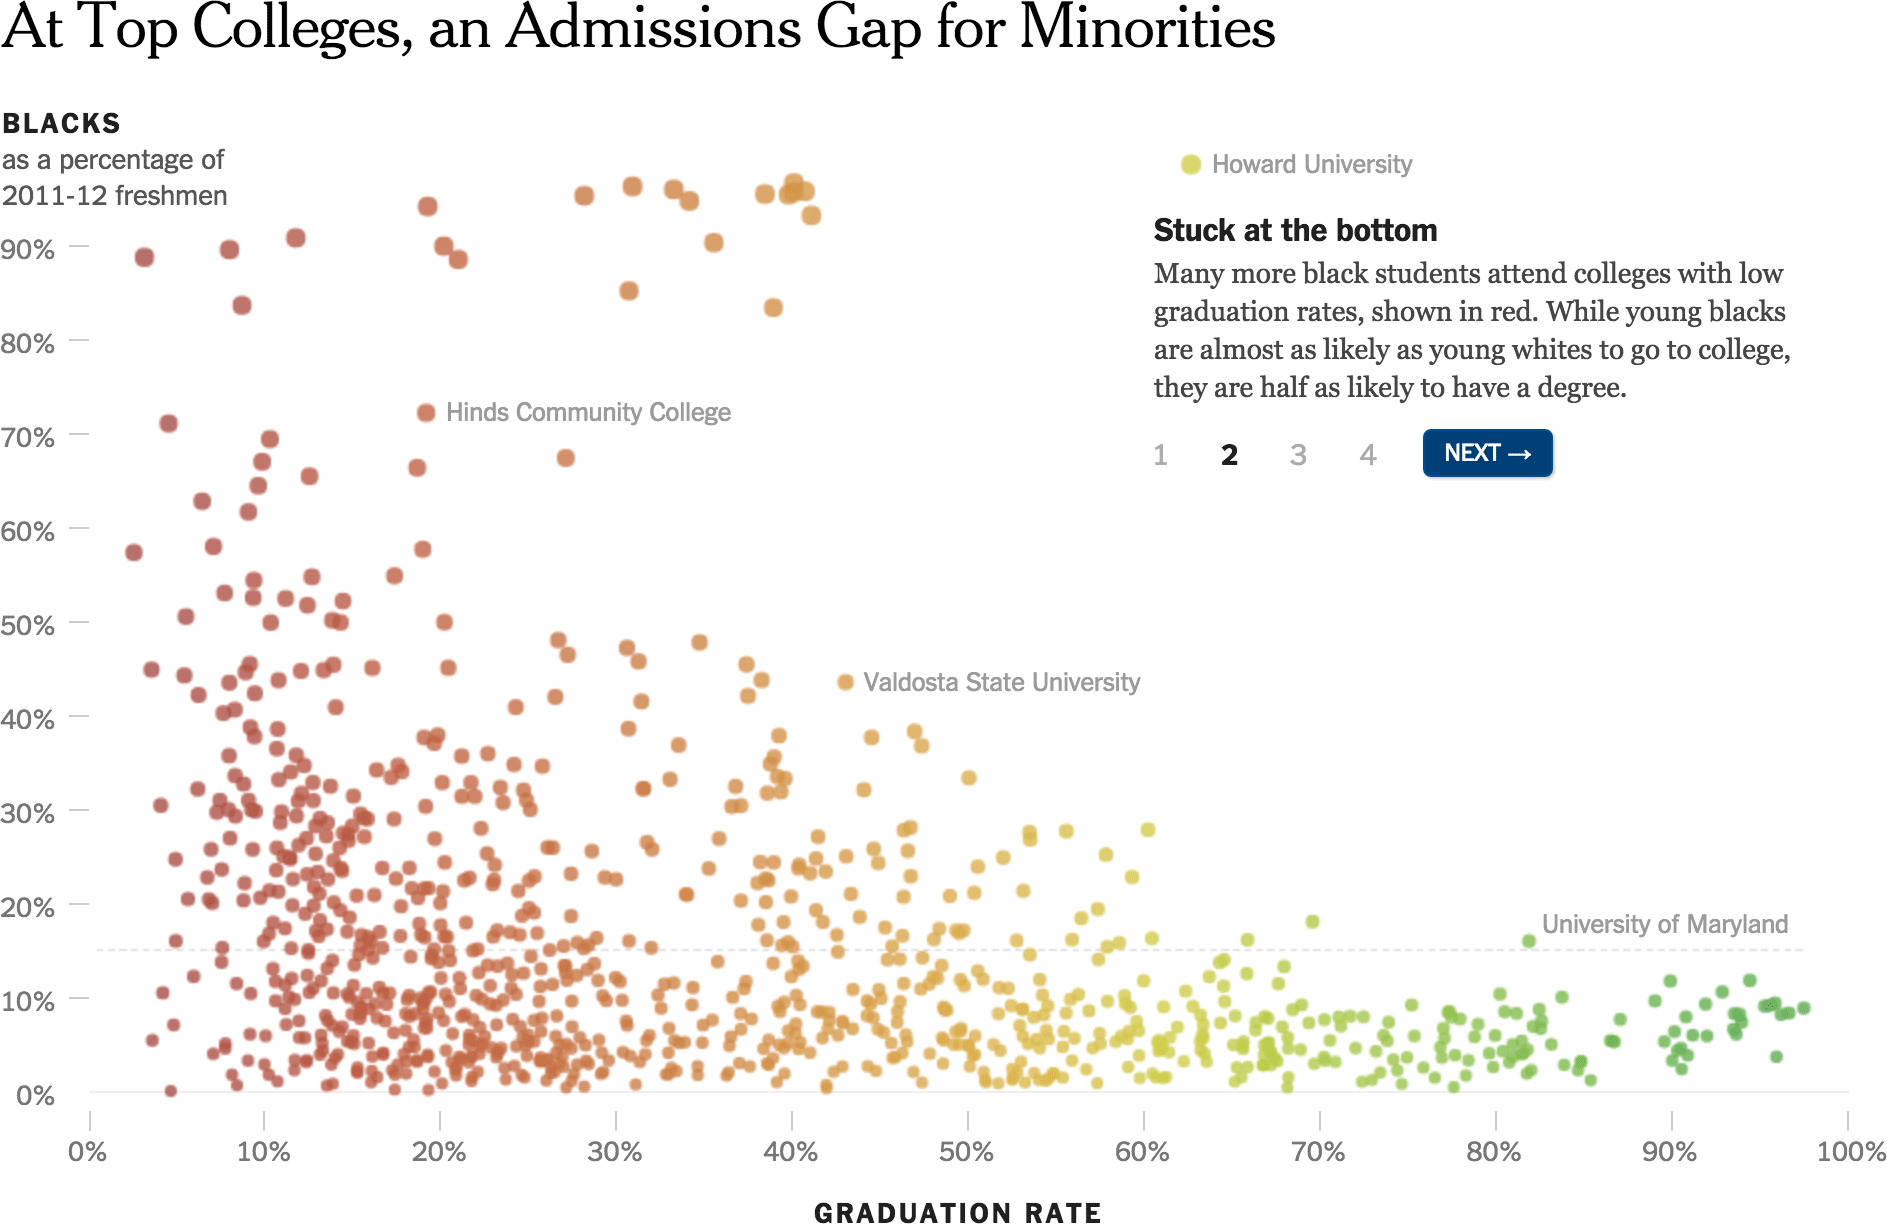 At Top Colleges, an Admissions Gap for Minorities
BLACKS
as a percentage of
2011-12 freshmen
Howard University
Stuck at the bottom
Many more black students attend colleges with low
graduation rates, shown in red. While young blacks
are almost as likely as young whites to go to college,
they are half as likely to have a degree.
1 2 3 4 NEXT →
90%
80%
Hinds Community College
70%
60%
50%
Valdosta State University
40%
30%
20%
University of Maryland
10%
0%
0% 10% 20% 30% 40% 50% 60% 70% 80% 90% 100%
GRADUATION RATE